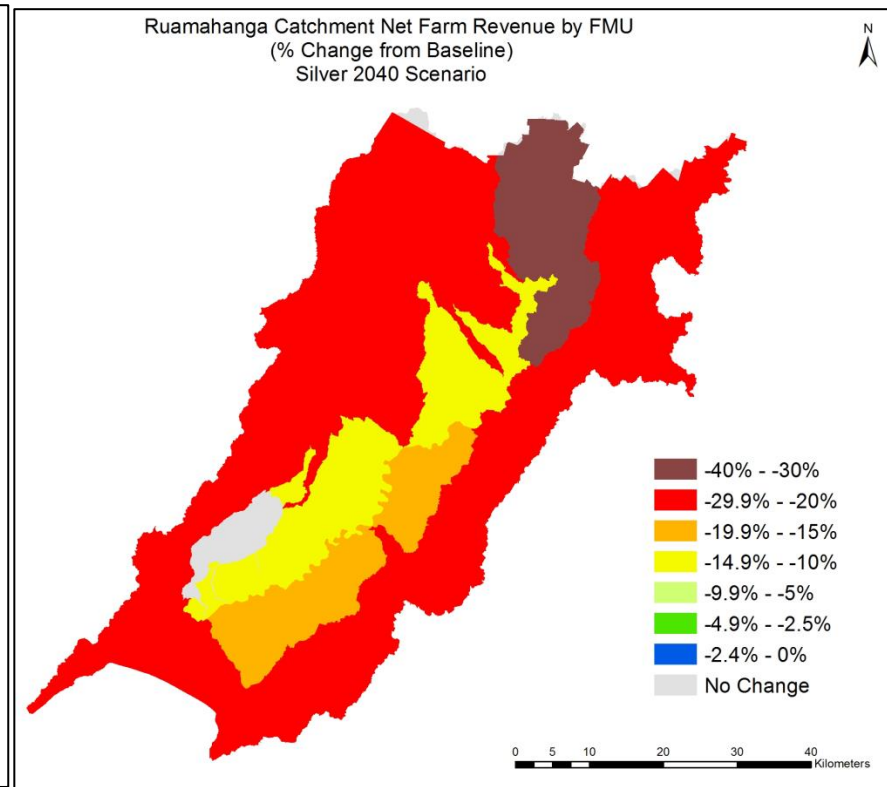 Ruamahanga Catchment Net Farm Revenue by FMU
(% Change from Baseline)
Silver 2040 Scenario
N
-40% - -30%
-29.9% - -20%
-19.9% - -15%
-14.9% - -10%
-9.9% - -5%
-4.9% - -2.5%
-2.4% - 0%
No Change
0 5 10 20 30 40
Kilometers